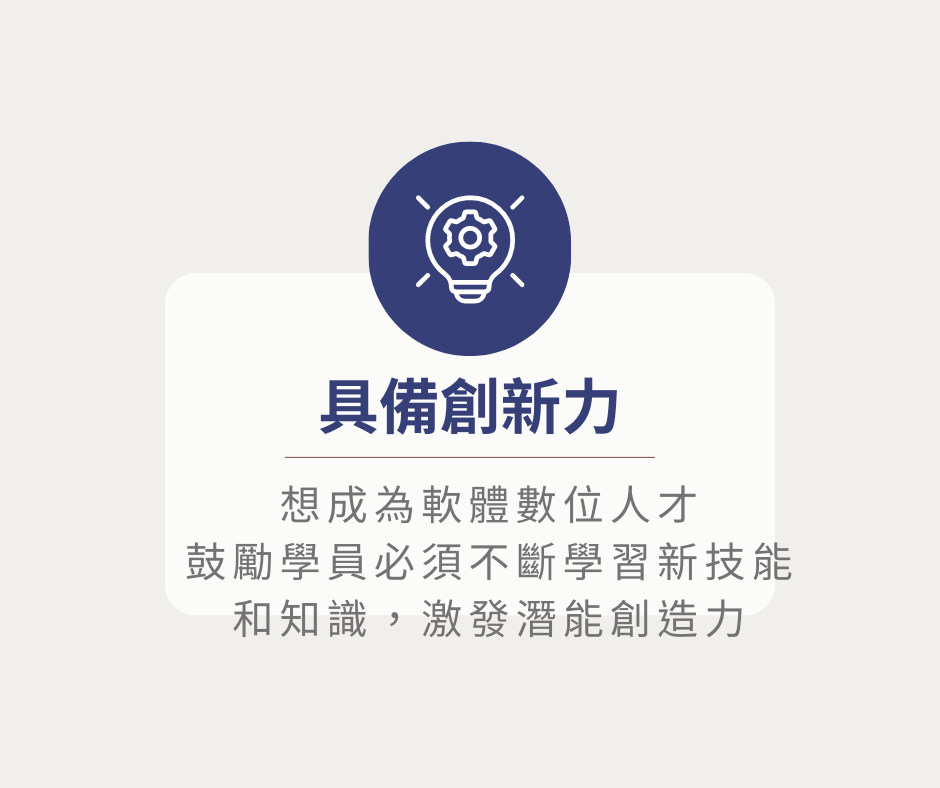 具備創新力
想成為軟體數位人才
鼓勵學員必須不斷學習新技能
和知識，激發潛能創造力